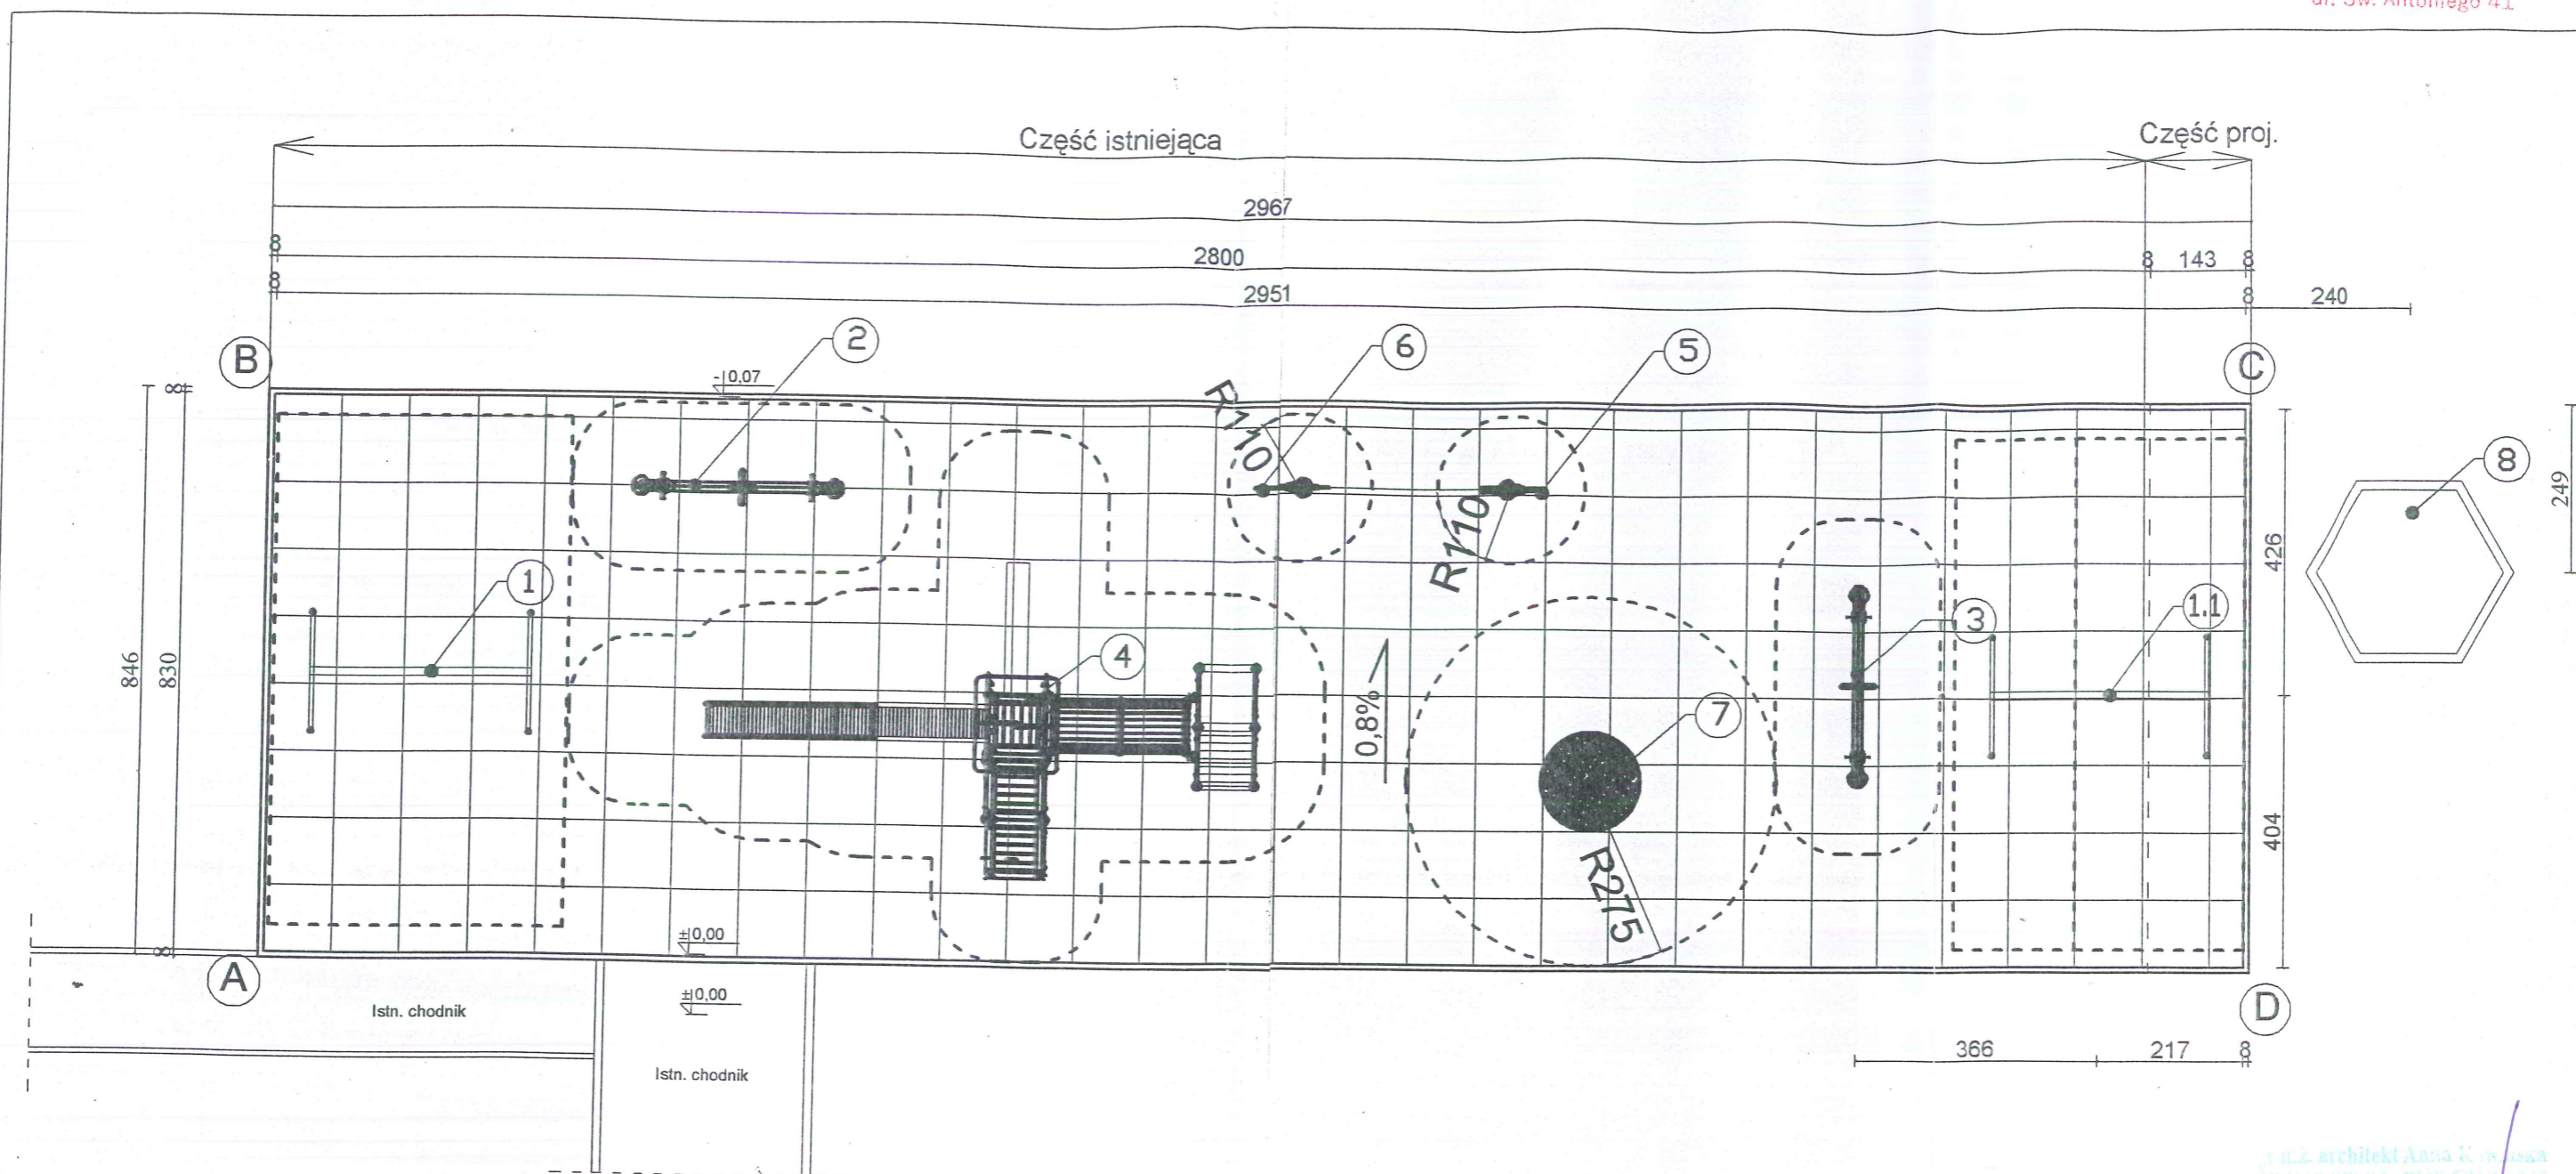 ul. Św. Antoniego 41
Część istniejąca
Część proj.
2967
8
2800
8
143
8
8
2951
8
240
B
2
6
5
C
-0,07
8
R110
R110
8
249
426
1
1.1
3
4
846
830
0,8%
7
404
R275
±0,00
8
A
±0,00
Istn. chodnik
D
Istn. chodnik
366
217
8
architekt Anna